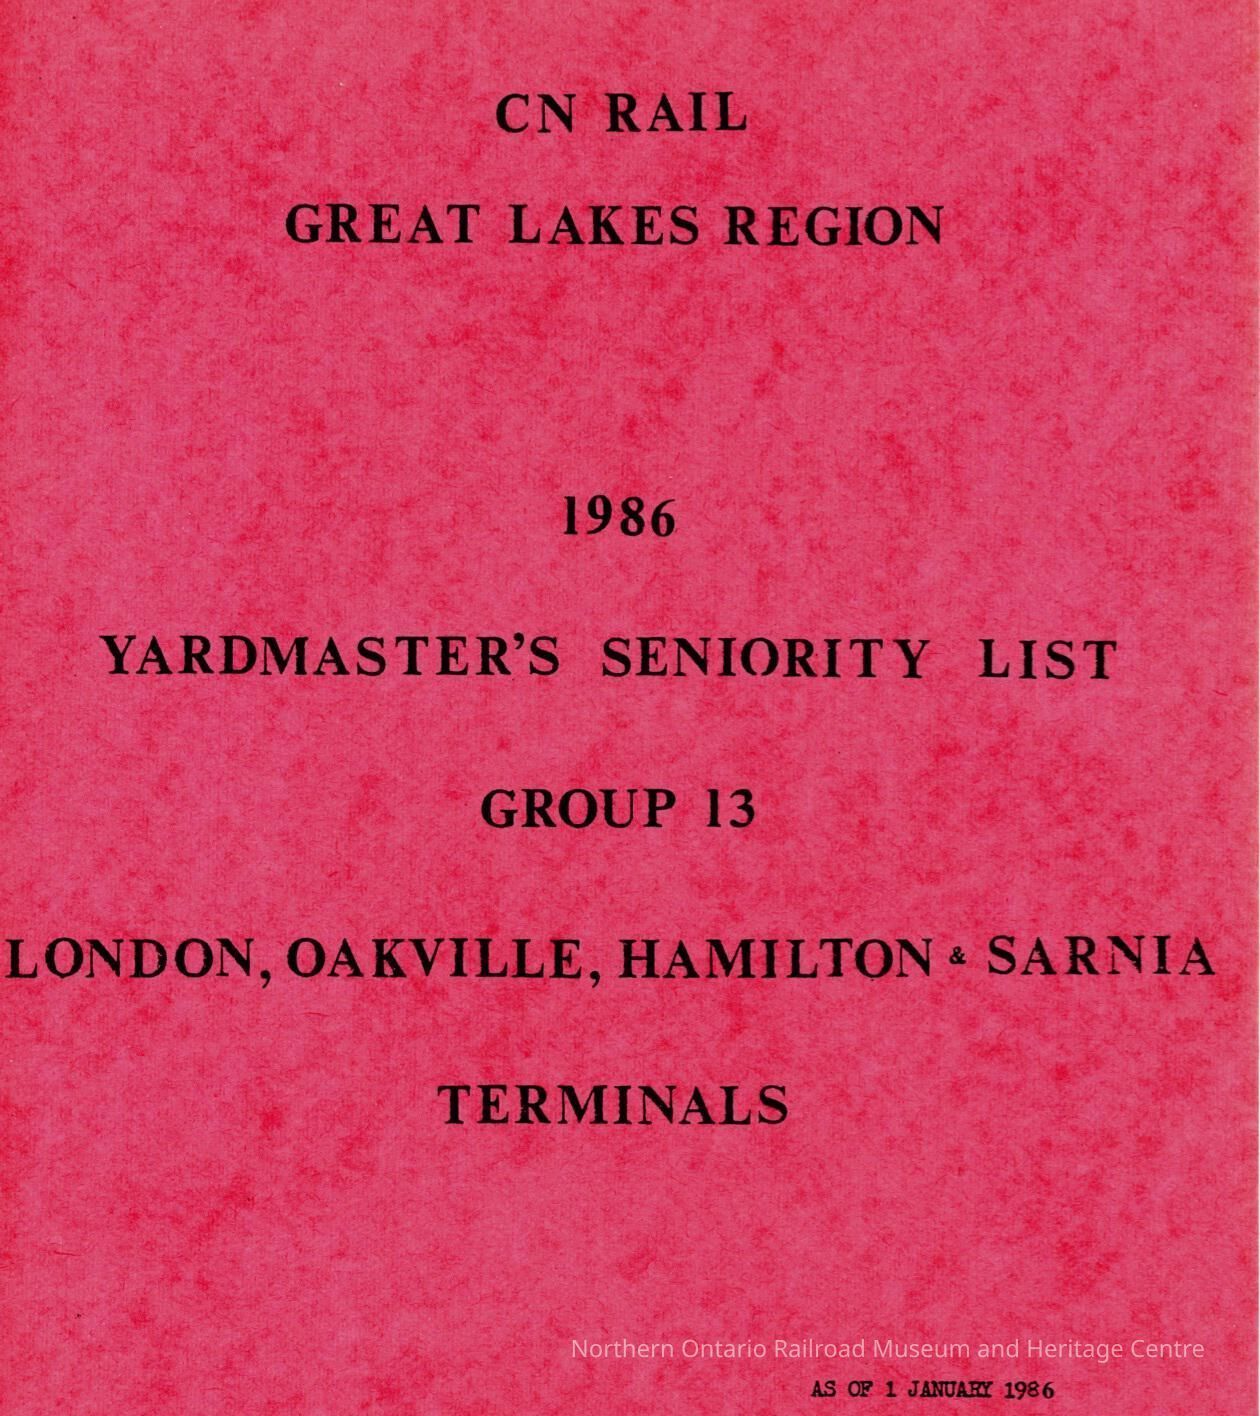 CN RAIL
GREAT LAKES REGION
1986
YARDMASTER'S SENIORITY LIST
GROUP 13
LONDON, OAKVILLE, HAMILTON & SARNIA
TERMINALS
Northern Ontario Railroad Museum and Heritage Centre
AS OF 1 JANUARY 1986